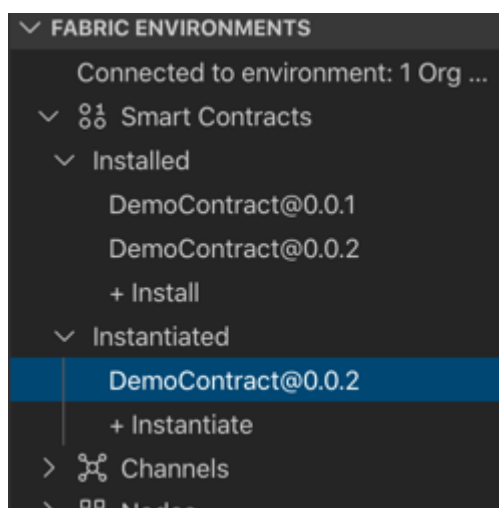 FABRIC ENVIRONMENTS
Connected to environment: 1 Org ...
Smart Contracts
Installed
DemoContract@0.0.1
DemoContract@0.0.2
+ Install
Instantiated
DemoContract@0.0.2
+ Instantiate
Channels
Nodes